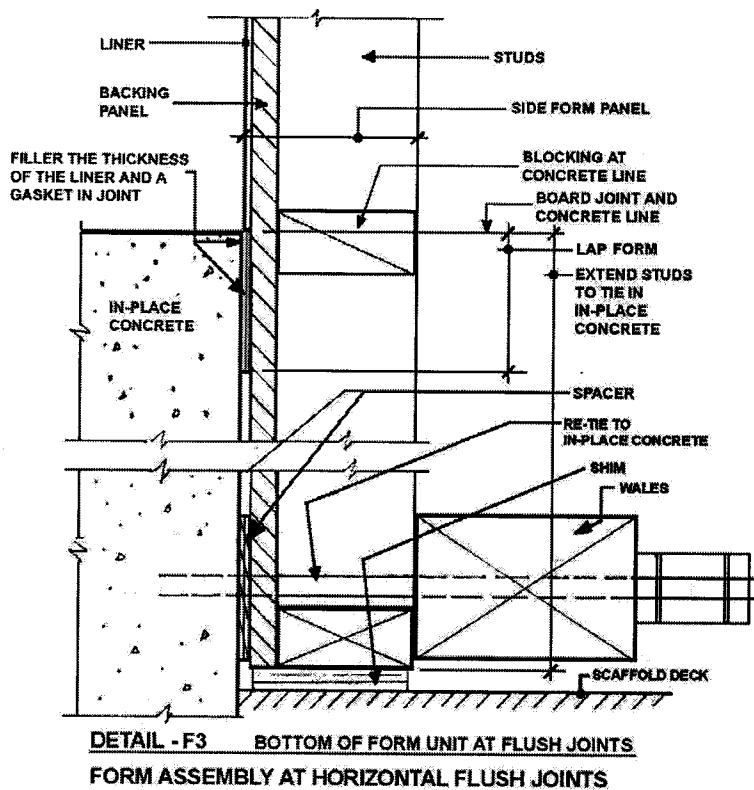 LINER
STUDS
BACKING
PANEL
SIDE FORM PANEL
FILLER THE THICKNESS
OF THE LINER AND A
GASKET IN JOINT
BLOCKING AT
CONCRETE LINE
BOARD JOINT AND
CONCRETE LINE
LAP FORM
EXTEND STUDS
TO TIE IN
IN-PLACE
CONCRETE
IN-PLACE
CONCRETE
SPACER
RE-TIE TO
IN-PLACE CONCRETE
SHIM
WALES
SCAFFOLD DECK
DETAIL - F3 BOTTOM OF FORM UNIT AT FLUSH JOINTS
FORM ASSEMBLY AT HORIZONTAL FLUSH JOINTS